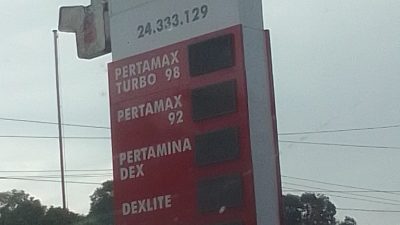 24.333.129
PERTAMAX
TURBO 98
PERTAMAX
92
PERTAMINA
DEX
DEXLITE